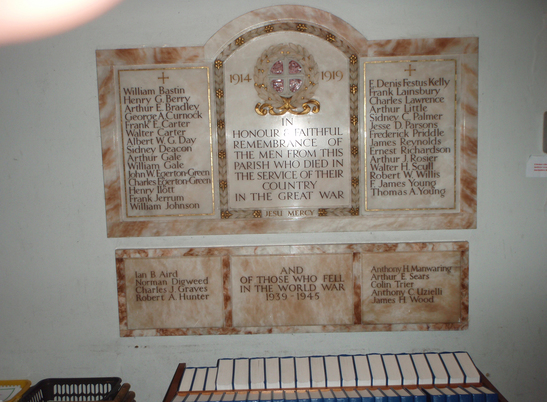 William Bastin
Henry G. Berry
Arthur E. Bradley
George A. Curnock
Frank E. Carter
Walter Carter
Albert W. G. Day
Sidney Deacon
Arthur Gale
William Gale
John W. Egerton-Green
Charles Egerton-Green
Henry Ilott
Frank Jerrum
William Johnson
1914
1919
IN
HONOUR & FAITHFUL
REMEMBRANCE OF
THE MEN FROM THIS
PARISH WHO DIED IN
THE SERVICE OF THEIR
COUNTRY
IN THE GREAT WAR
JESU MERCY
E. Denis Festus Kelly
Frank Lainsbury
Charles Lawrence
Arthur Little
Sidney C. Palmer
Jesse D. Parsons
Frederick Priddle
James Reynolds
Ernest Richardson
Arthur J. Rosier
Walter H. Scull
Robert W. Willis
F. James Young
Thomas A. Young
Ian B. Aird
Norman Digweed
Charles J. Graves
Robert A. Hunter
AND
OF THOSE WHO FELL
IN THE WORLD WAR
1939 - 1945
Anthony H. Manwaring
Arthur E. Sears
Colin Trier
Anthony C. Uzielli
James H. Wood